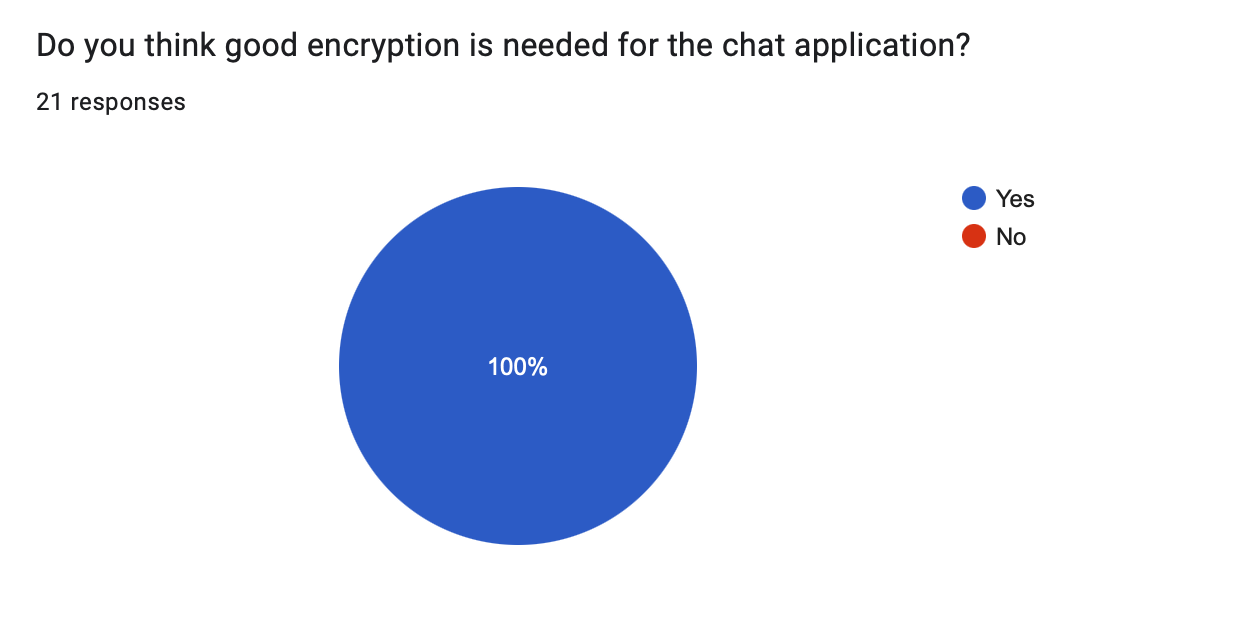 Do you think good encryption is needed for the chat application?
21 responses
Yes
No
100%